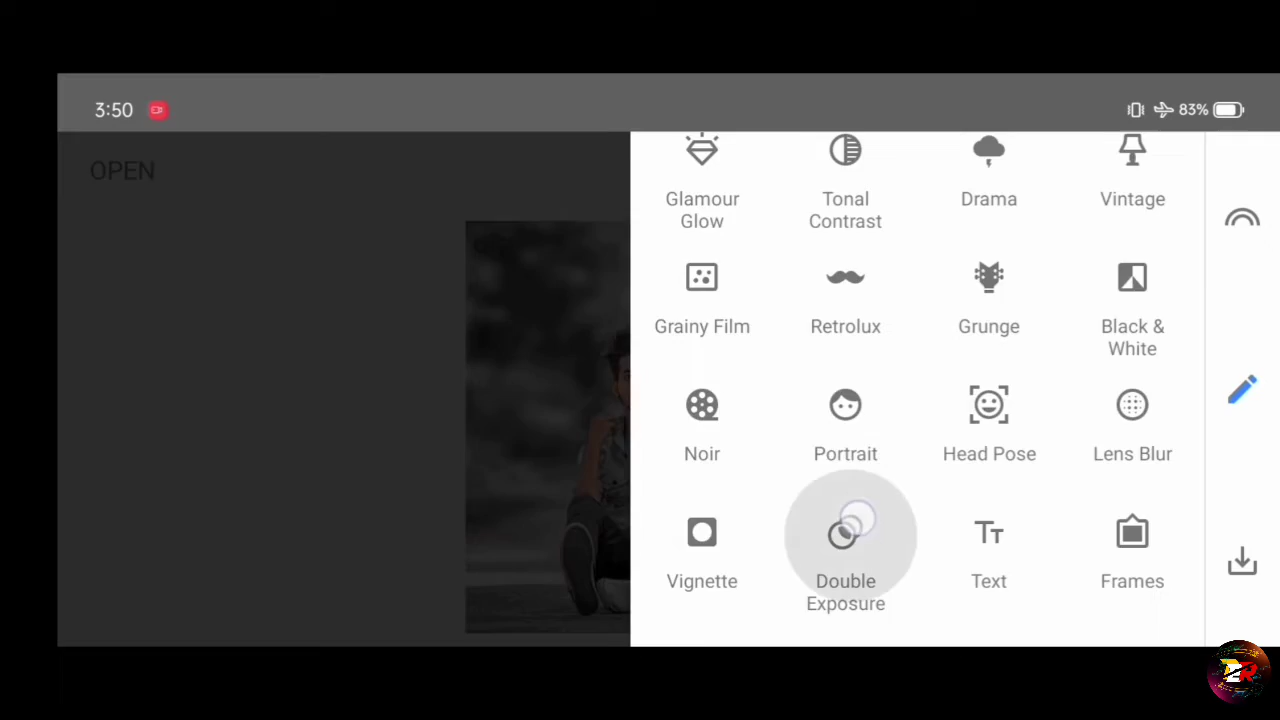 3:50
83%
OPEN
Glamour
Glow
Tonal
Contrast
Drama
Vintage
Grainy Film
Retrolux
Grunge
Black &
White
Noir
Portrait
Head Pose
Lens Blur
Vignette
Double
Exposure
Text
Frames